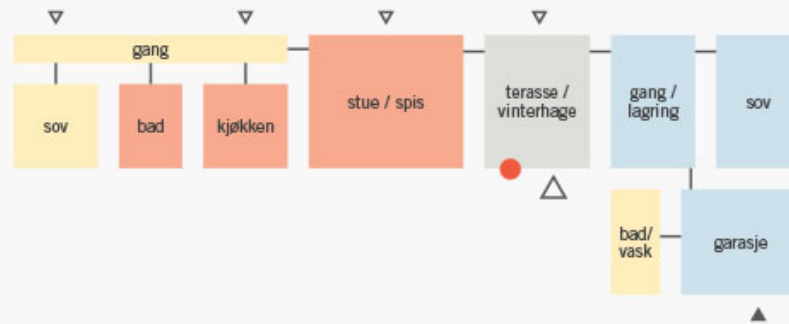 gang
sov
bad
kjøkken
stue / spis
terasse /
vinterhage
gang /
lagring
sov
bad/
vask
garasje